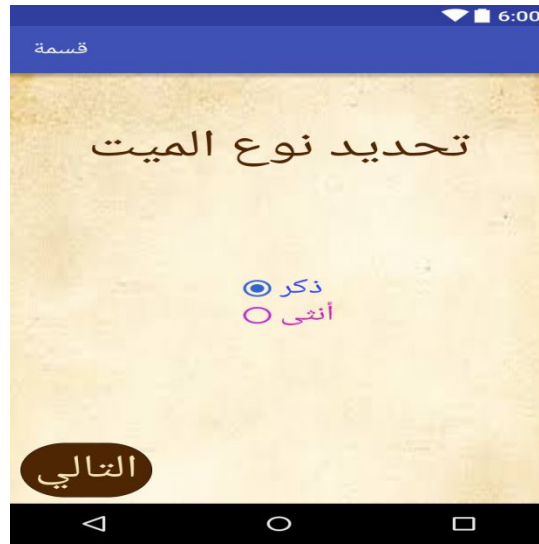 6:00
قسمة
تحديد نوع الميت
ذكر
أنثى
التالي